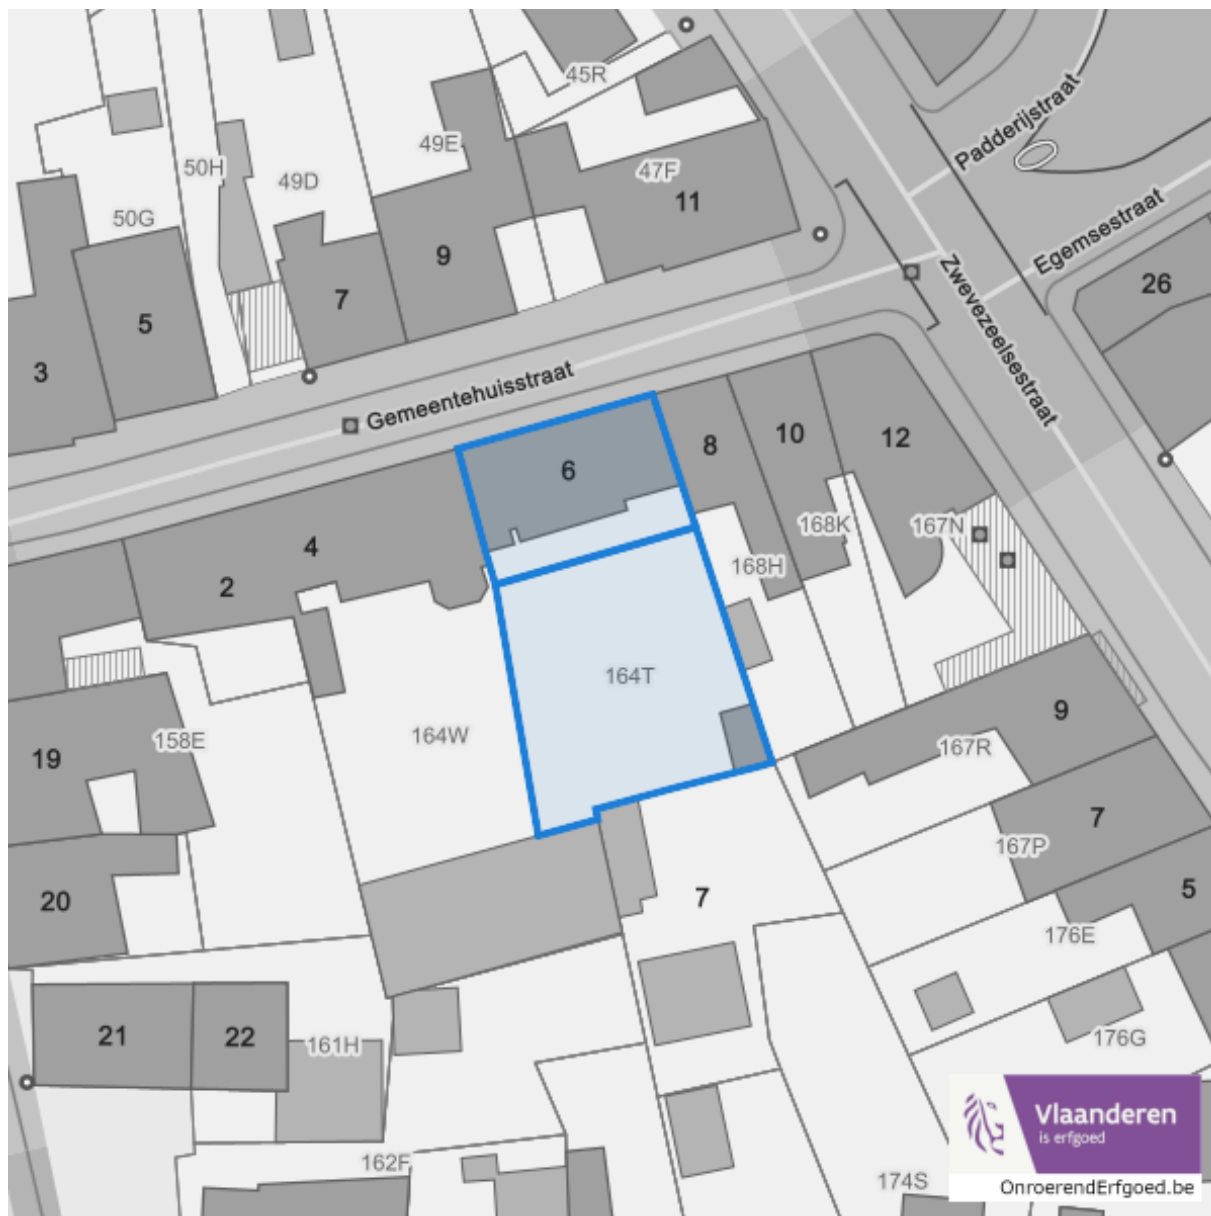 45R
Padderijstraat
49E
50H
47F
49D
11
50G
Egemsestraat
9
26
7
5
Zwevezeelsestraat
3
Gemeentehuisstraat
8
10
12
6
168K
167N
4
168H
2
164T
9
164W
158E
167R
19
7
167P
5
7
20
176E
21
22
161H
176G
Vlaanderen
is erfgoed
162F
174S
OnroerendErfgoed.be